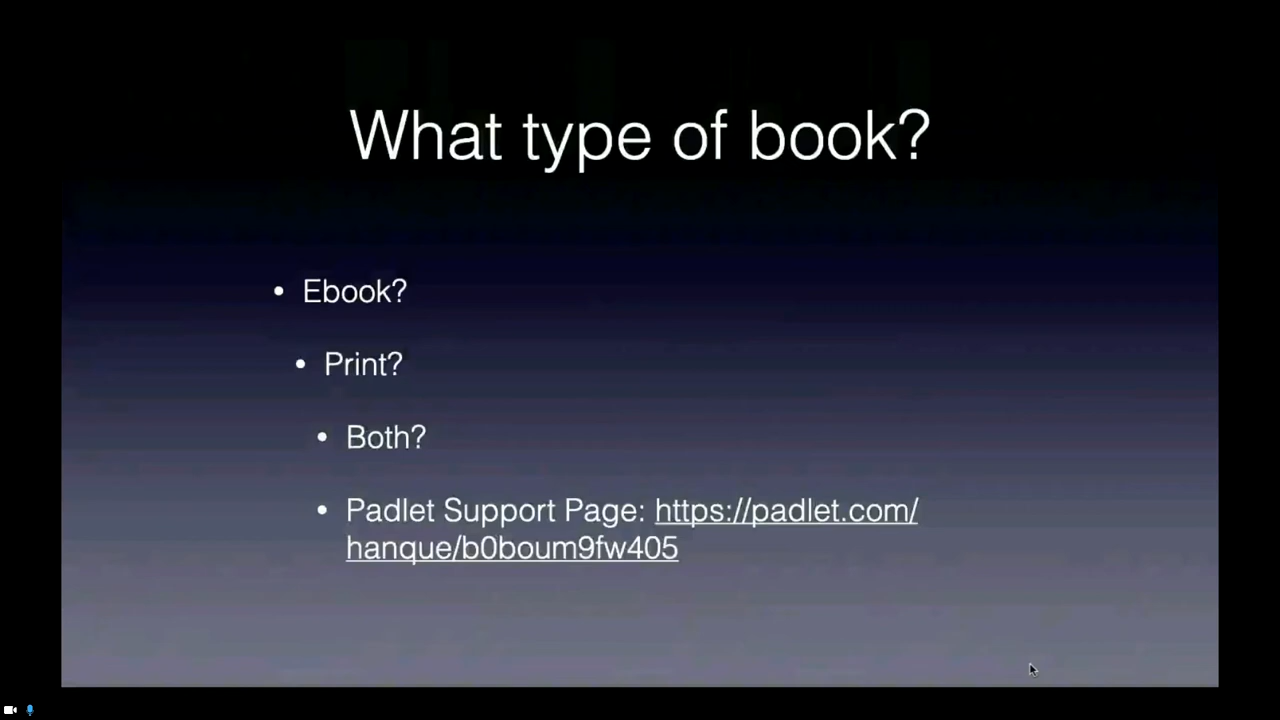 What type of book?
• Ebook?
• Print?
• Both?
• Padlet Support Page: https://padlet.com/
hanque/b0boum9fw405